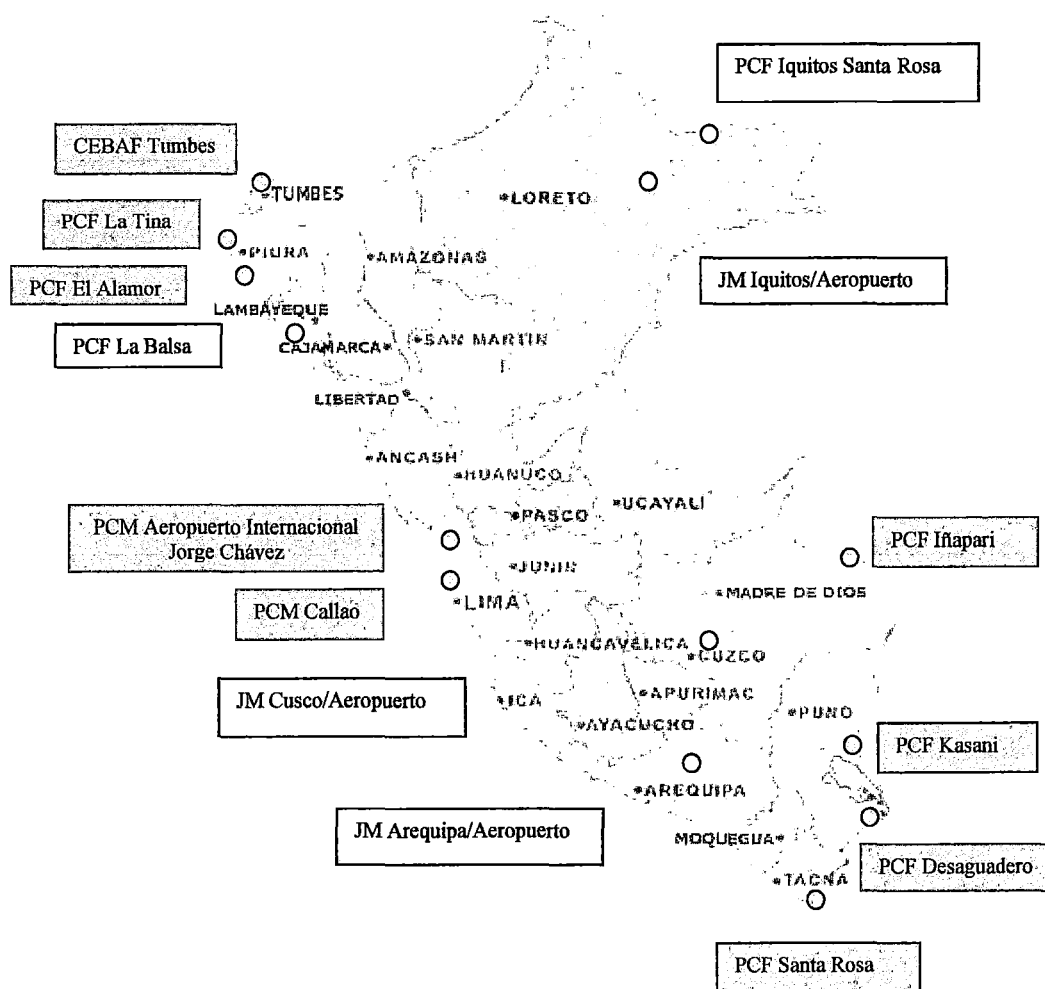 PCF Iquitos Santa Rosa
CEBAF Tumbes
TUMBES
LORETO
PCF La Tina
PIURA
AMAZONAS
PCF El Alamor
JM Iquitos/Aeropuerto
LAMBAYEQUE
PCF La Balsa
CAJAMARCA
SAN MARTIN
LIBERTAD
ANCASH
HUANUCO
UCAYALI
PASCO
PCM Aeropuerto Internacional
Jorge Chávez
PCF Iñapari
JUNIN
MADRE DE DIOS
PCM Callao
LIMA
HUANCAVELICA
CUZCO
JM Cusco/Aeropuerto
ICA
APURIMAC
PUNO
AYACUCHO
PCF Kasani
AREQUIPA
JM Arequipa/Aeropuerto
MOQUEGUA
PCF Desaguadero
TACNA
PCF Santa Rosa